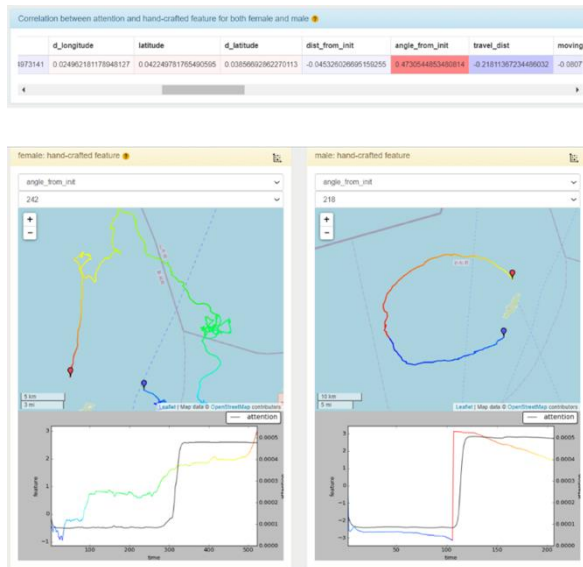 Correlation between attention and hand-crafted feature for both female and male ?
d_longitude latitude d_latitude dist_from_init angle_from_init travel_dist moving
4973141 0.024962181178948127 0.042249781765490595 0.03856692862270113 -0.045326026695159255 0.4730544853480814 -0.21811367234486032 -0.0807
female: hand-crafted feature ?
angle_from_init
242
+
-
5 km
3 mi
Leaflet | Map data © OpenStreetMap contributors
attention
3
2
1
0
-1
feature
0.0005
0.0004
0.0003
0.0002
0.0001
0.0000
attention
100 200 300 400 500
time
male: hand-crafted feature
angle_from_init
218
+
-
10 km
5 mi
Leaflet | Map data © OpenStreetMap contributors
attention
3
2
1
0
-1
-2
-3
feature
0.0005
0.0004
0.0003
0.0002
0.0001
0.0000
attention
50 100 150 200
time